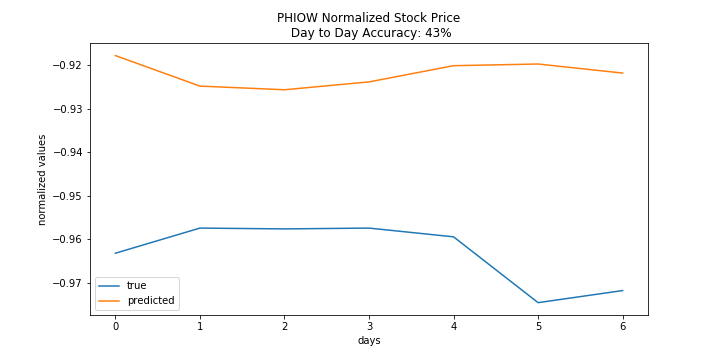 PHIOW Normalized Stock Price
Day to Day Accuracy: 43%
normalized values
−0.92
−0.93
−0.94
−0.95
−0.96
−0.97
true
predicted
0 1 2 3 4 5 6
days